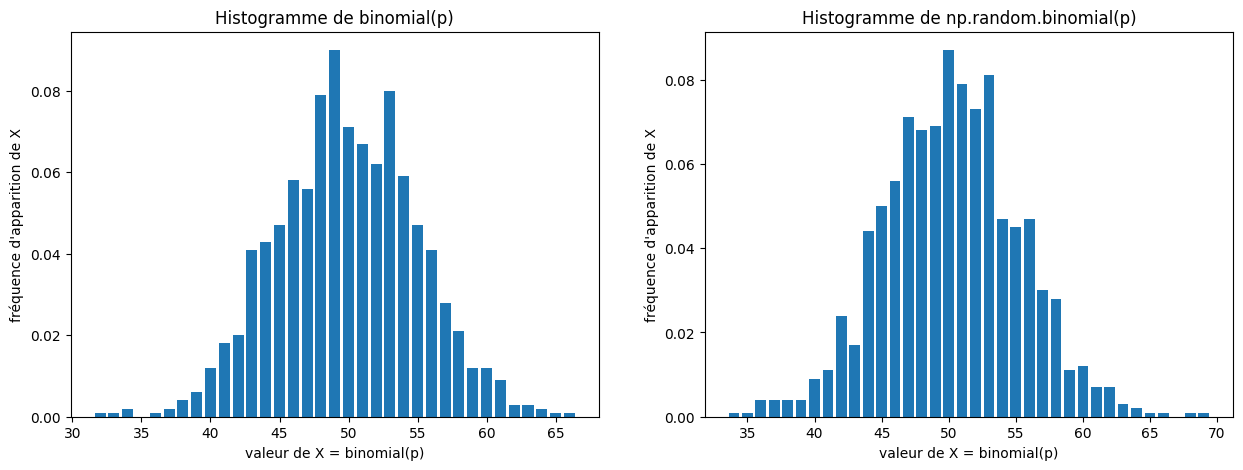 Histogramme de binomial(p)
fréquence d'apparition de X
0.08
0.06
0.04
0.02
0.00
30 35 40 45 50 55 60 65
valeur de X = binomial(p)
Histogramme de np.random.binomial(p)
fréquence d'apparition de X
0.08
0.06
0.04
0.02
0.00
35 40 45 50 55 60 65 70
valeur de X = binomial(p)